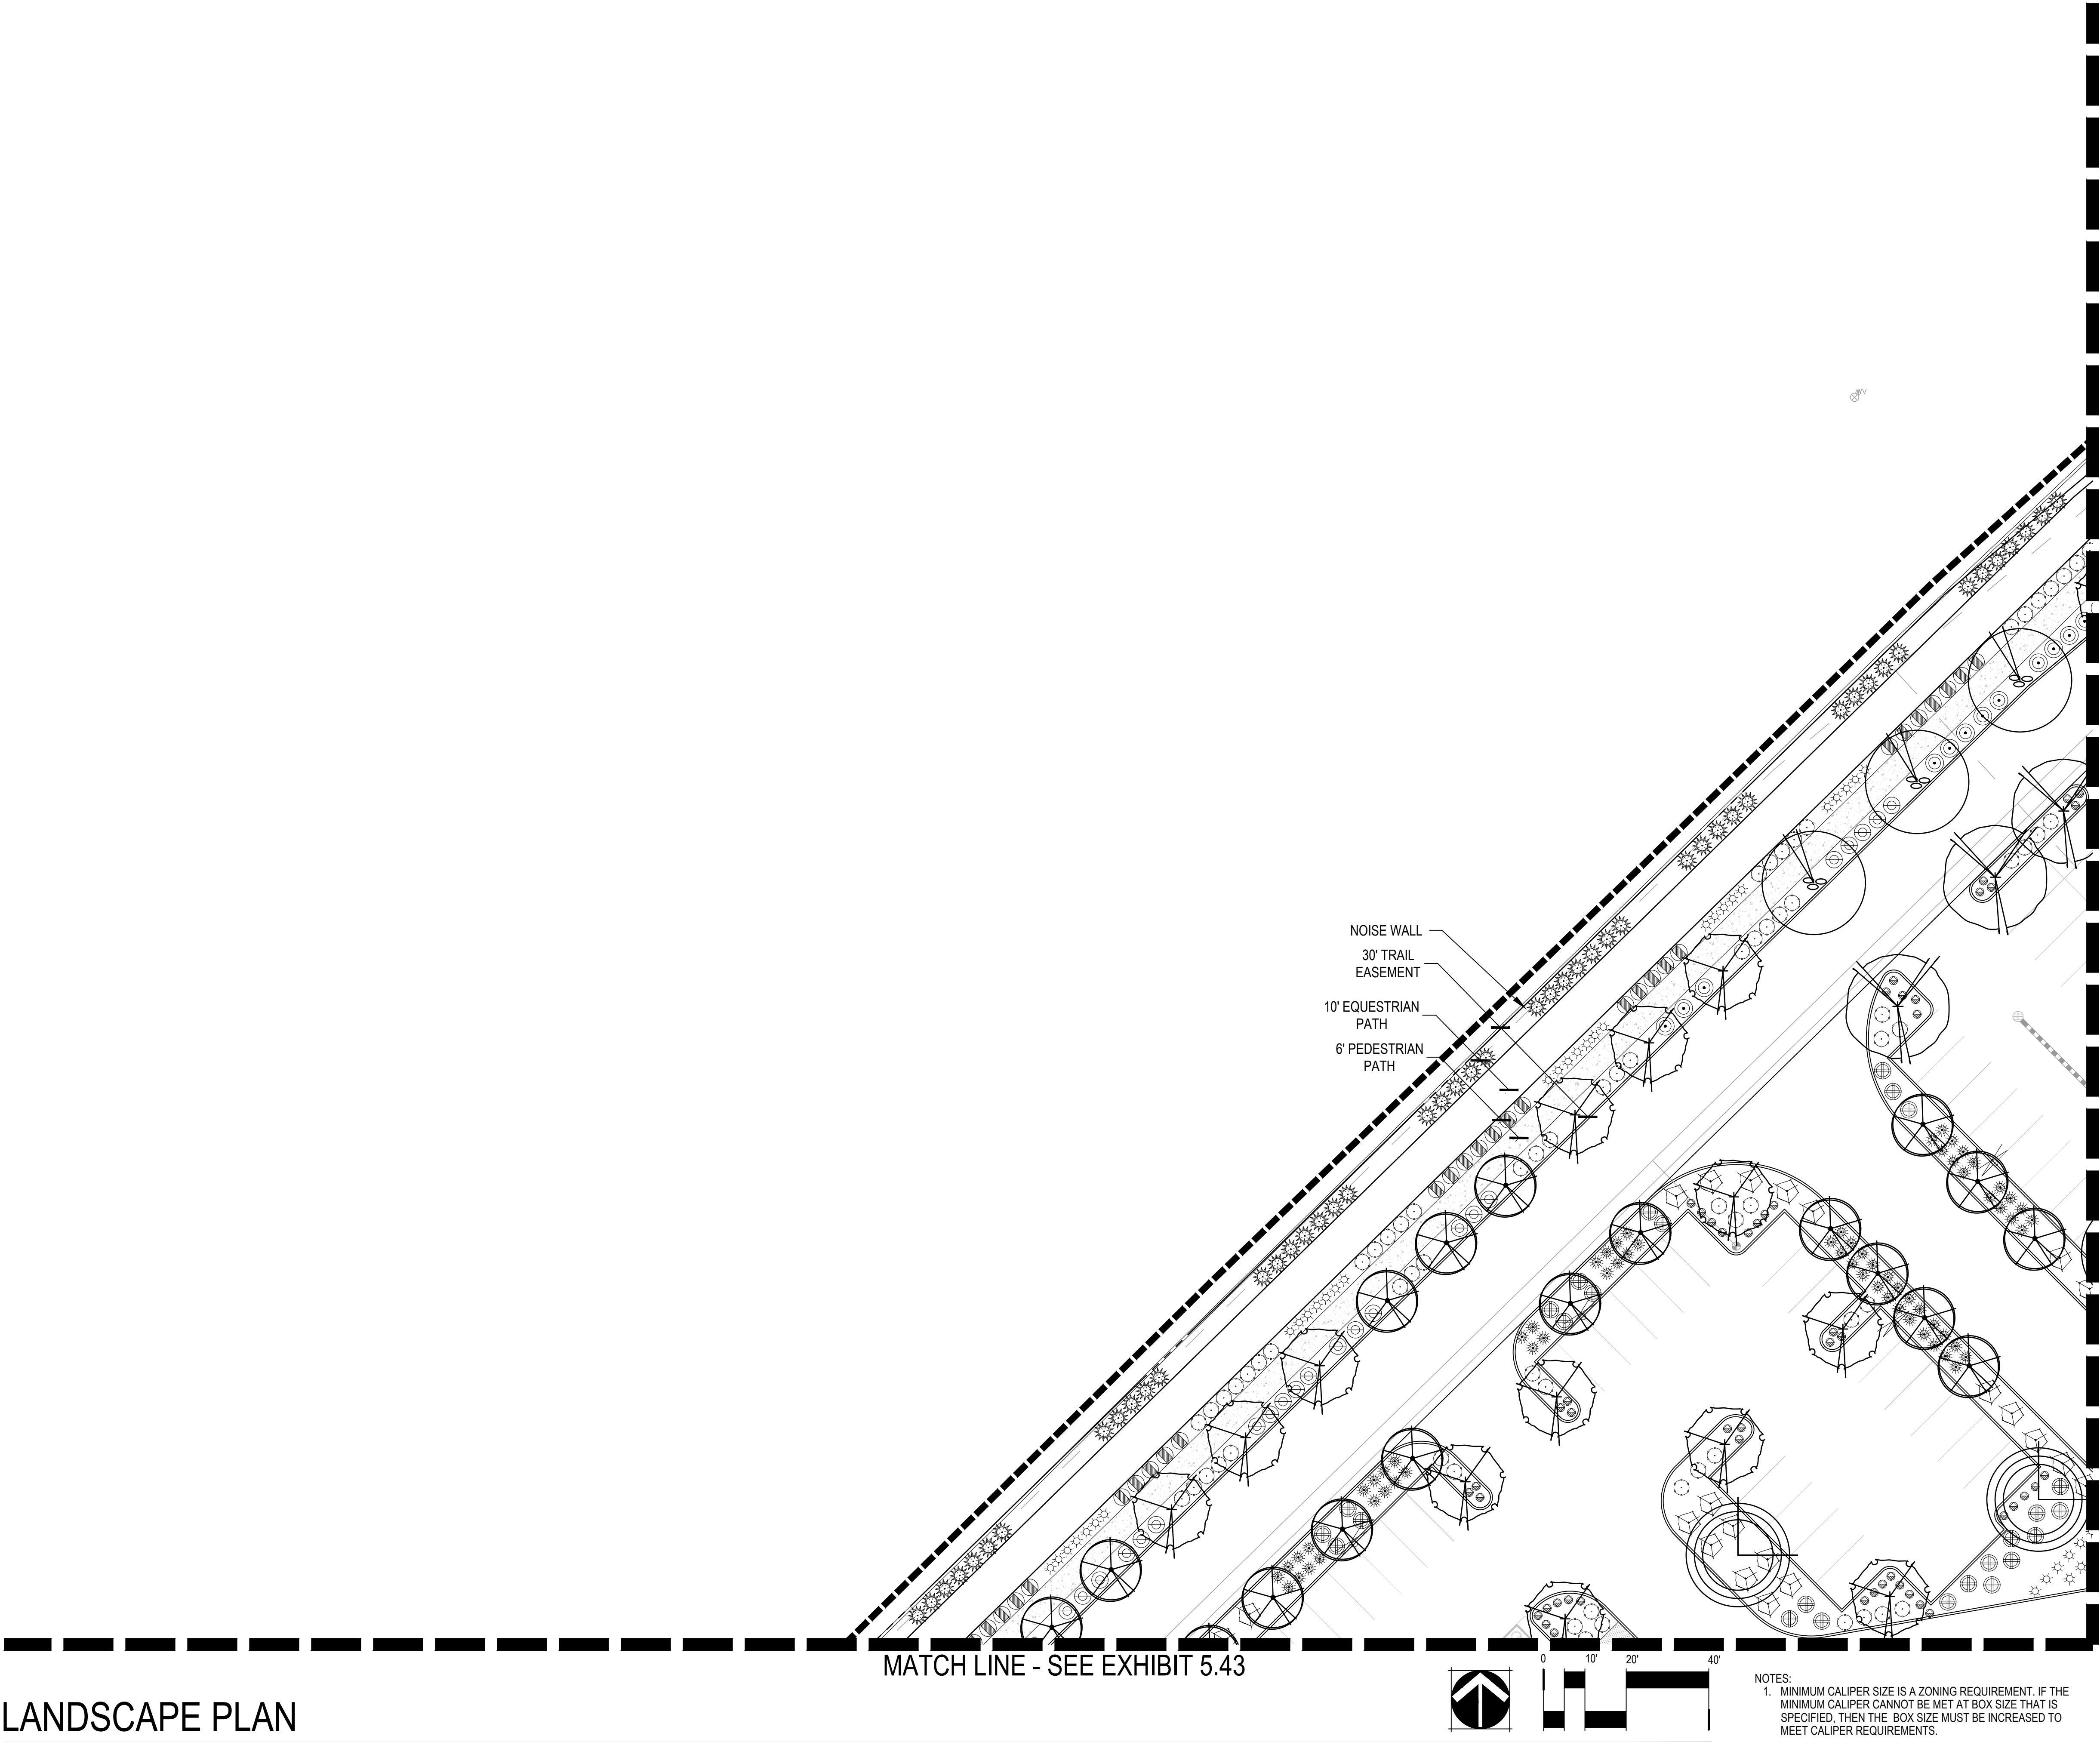 NOISE WALL
30' TRAIL
EASEMENT
10' EQUESTRIAN
PATH
6' PEDESTRIAN
PATH
MATCH LINE - SEE EXHIBIT 5.43
0 10' 20' 40'
LANDSCAPE PLAN
NOTES:
1. MINIMUM CALIPER SIZE IS A ZONING REQUIREMENT. IF THE
MINIMUM CALIPER CANNOT BE MET AT BOX SIZE THAT IS
SPECIFIED, THEN THE BOX SIZE MUST BE INCREASED TO
MEET CALIPER REQUIREMENTS.